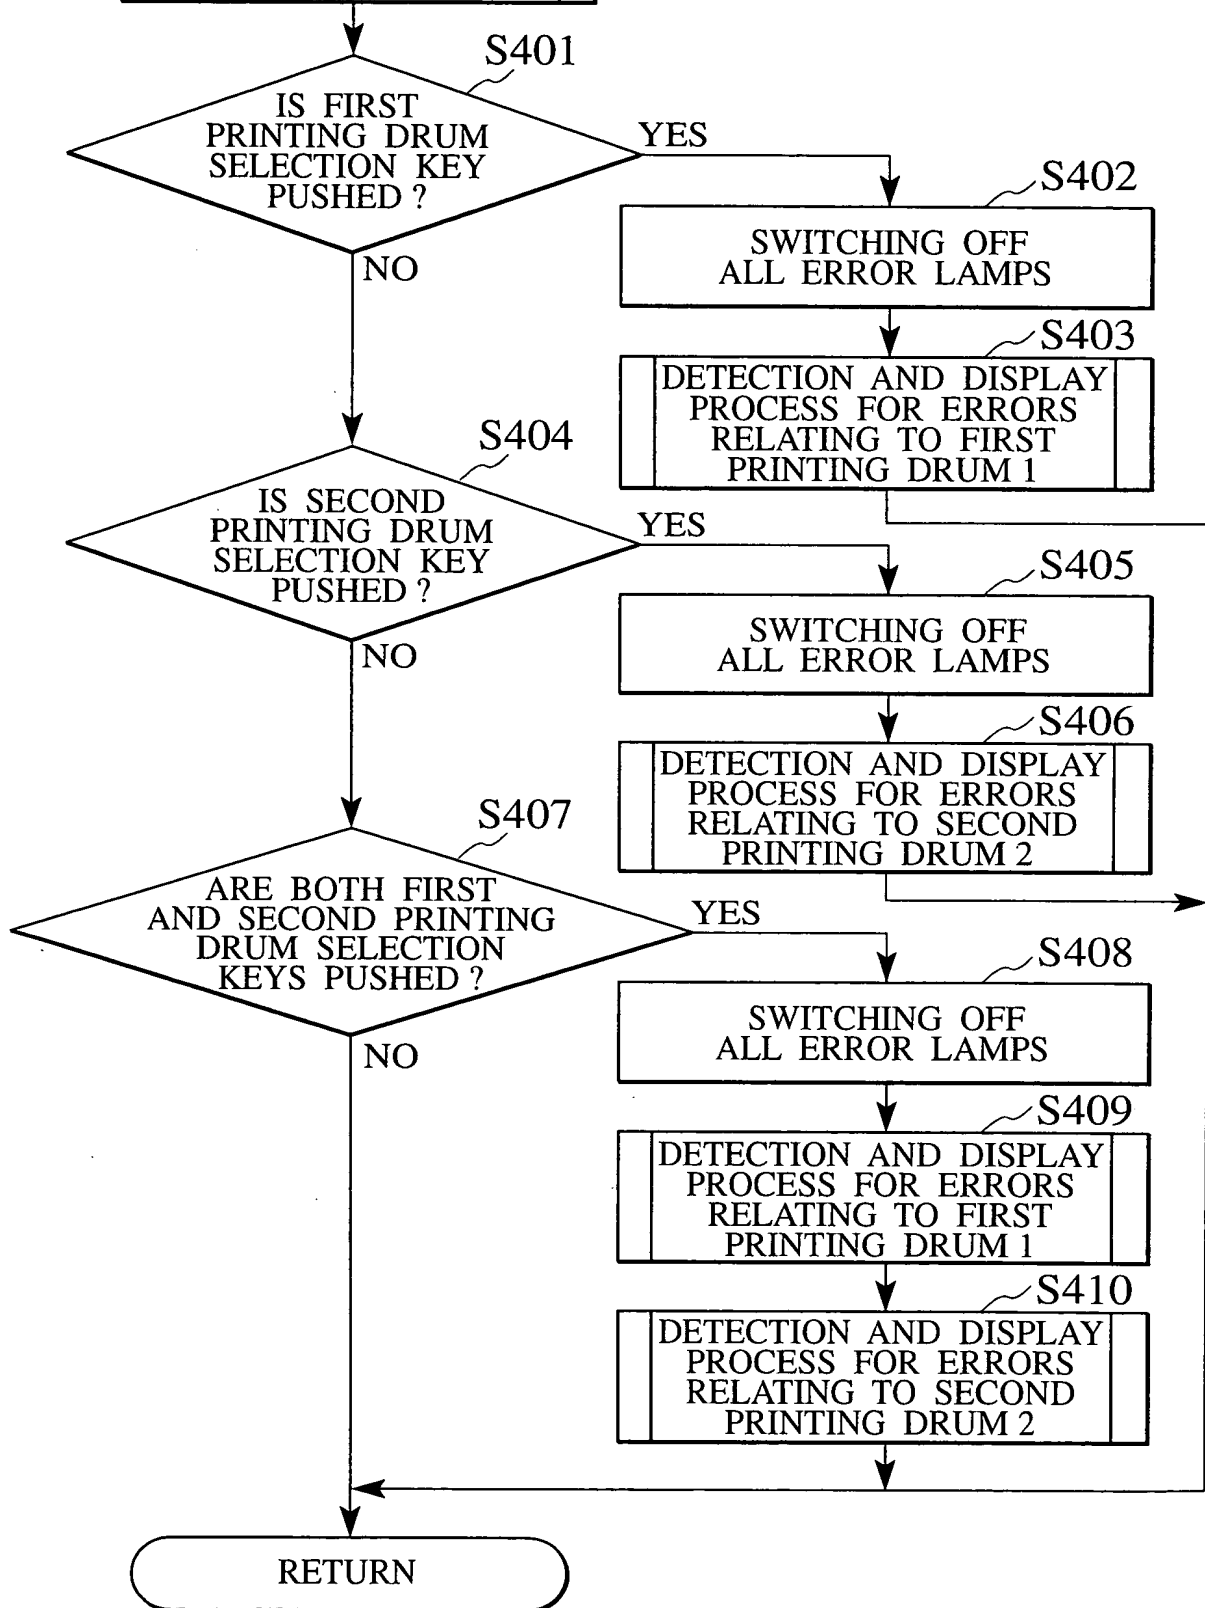 S401
IS FIRST
PRINTING DRUM
SELECTION KEY
PUSHED ?
YES
NO
S402
SWITCHING OFF
ALL ERROR LAMPS
S403
DETECTION AND DISPLAY
PROCESS FOR ERRORS
RELATING TO FIRST
PRINTING DRUM 1
S404
IS SECOND
PRINTING DRUM
SELECTION KEY
PUSHED ?
YES
NO
S405
SWITCHING OFF
ALL ERROR LAMPS
S406
DETECTION AND DISPLAY
PROCESS FOR ERRORS
RELATING TO SECOND
PRINTING DRUM 2
S407
ARE BOTH FIRST
AND SECOND PRINTING
DRUM SELECTION
KEYS PUSHED ?
YES
NO
S408
SWITCHING OFF
ALL ERROR LAMPS
S409
DETECTION AND DISPLAY
PROCESS FOR ERRORS
RELATING TO FIRST
PRINTING DRUM 1
S410
DETECTION AND DISPLAY
PROCESS FOR ERRORS
RELATING TO SECOND
PRINTING DRUM 2
RETURN